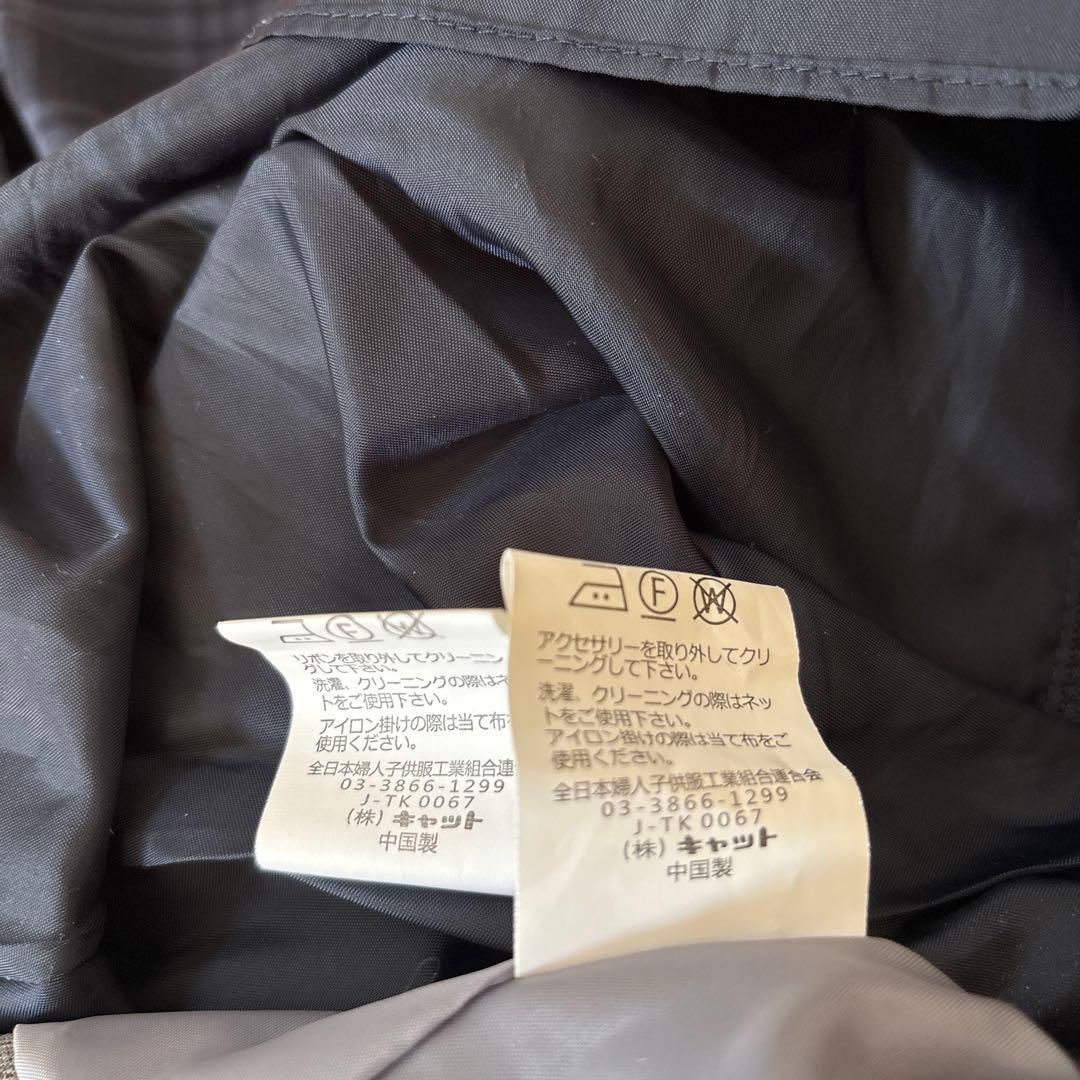 F W
リボンを取り外してクリーニン
グして下さい。
洗濯、クリーニングの際はネ
トをご使用下さい。
アイロン掛けの際は当て布を
使用ください。
全日本婦人子供服工業組合連
03-3866-1299
J-TK 0067
(株) キャット
中国製
F W
アクセサリーを取り外してクリ
ーニングして下さい。
洗濯、クリーニングの際はネッ
トをご使用下さい。
アイロン掛けの際は当て布をご
使用ください。
全日本婦人子供服工業組合連合会
03-3866-1299
J-TK 0067
(株) キャット
中国製